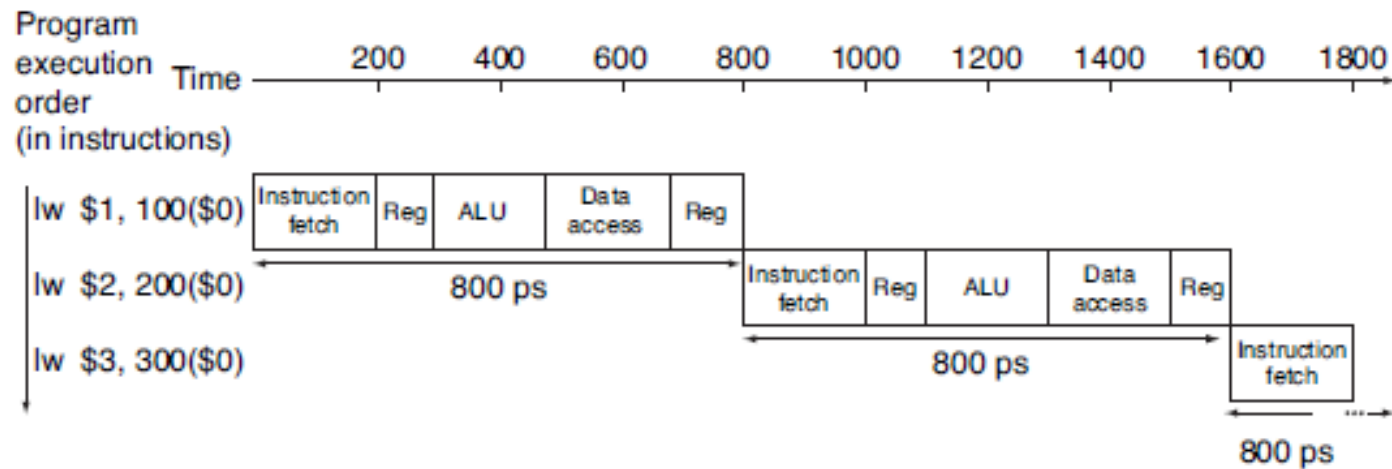 Program
execution
order
(in instructions)
Time
200 400 600 800 1000 1200 1400 1600 1800
lw $1, 100($0)
Instruction
fetch
Reg
ALU
Data
access
Reg
800 ps
lw $2, 200($0)
Instruction
fetch
Reg
ALU
Data
access
Reg
800 ps
lw $3, 300($0)
Instruction
fetch
...
800 ps